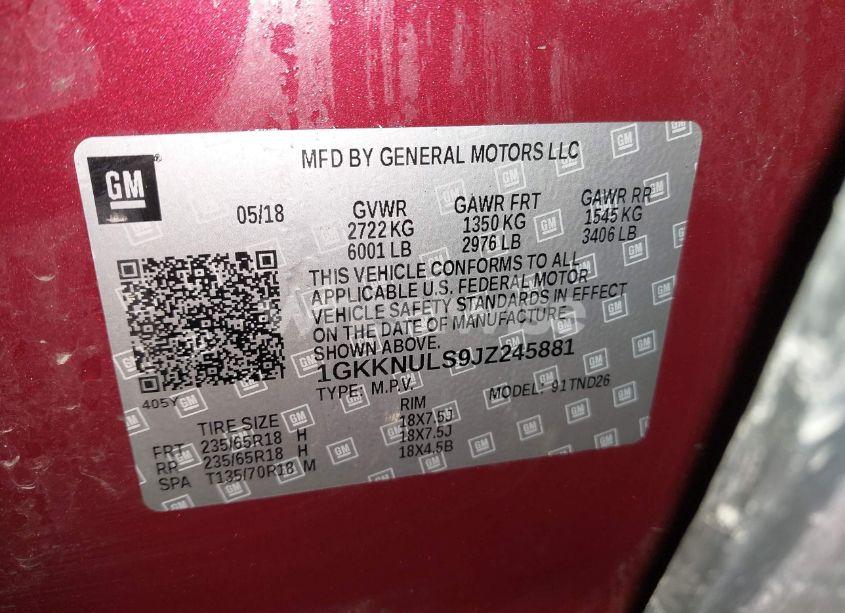 GM
MFD BY GENERAL MOTORS LLC
05/18 GVWR GAWR FRT GAWR RR
2722 KG 1350 KG 1545 KG
6001 LB 2976 LB 3406 LB
THIS VEHICLE CONFORMS TO ALL
APPLICABLE U.S. FEDERAL MOTOR
VEHICLE SAFETY STANDARDS IN EFFECT
ON THE DATE OF MANUFACTURE
SHOWN ABOVE.
1GKKNULS9JZ245881
TYPE: M.P.V. MODEL: 91TND26
405Y
TIRE SIZE RIM
FRT 235/65R18 H 18X7.5J
RR 235/65R18 H 18X7.5J
SPA T135/70R18 M 18X4.5B